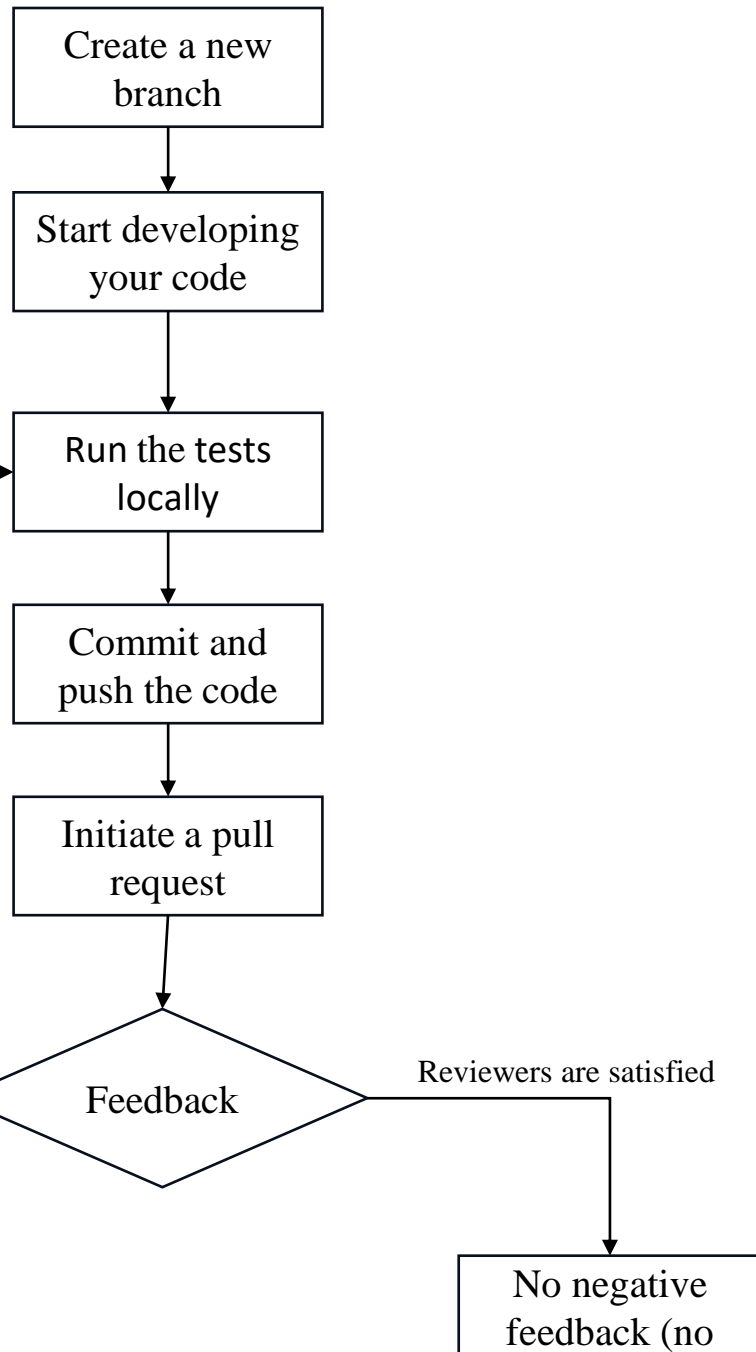 Create a new
branch
Start developing
your code
Run the tests
locally
Commit and
push the code
Initiate a pull
request
Feedback
Reviewers are satisfied
No negative
feedback (no